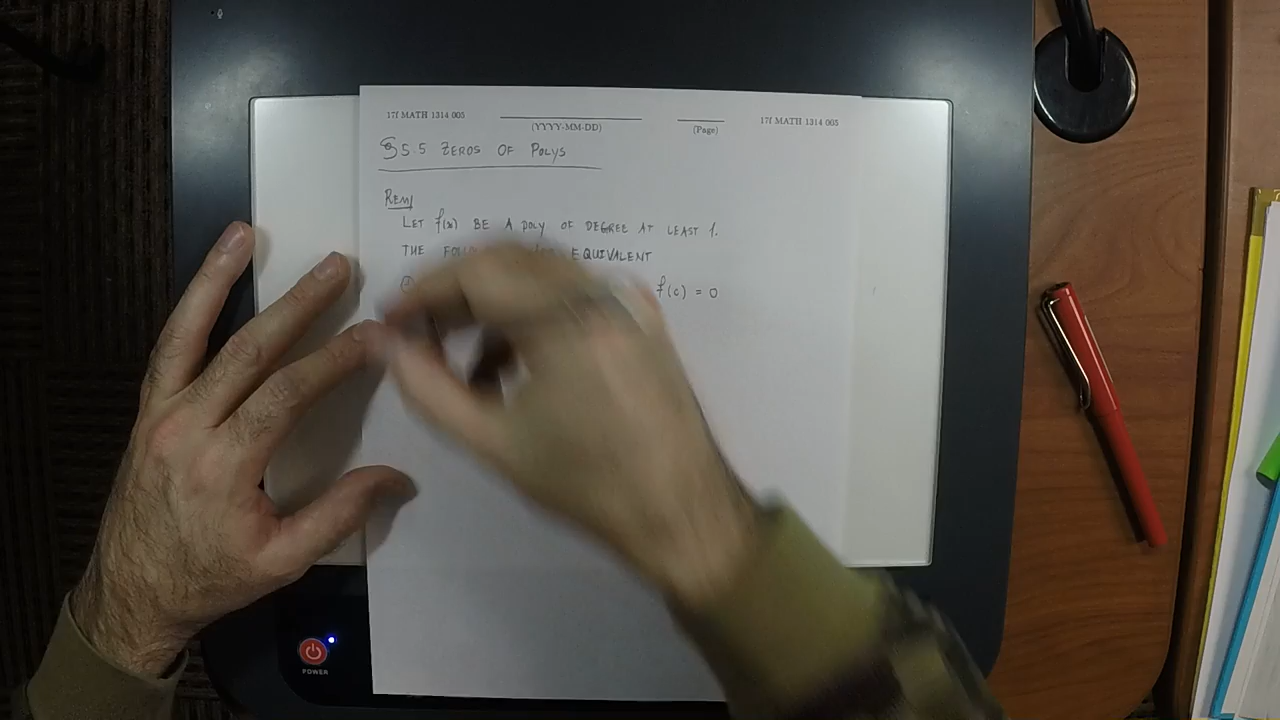 17f MATH 1314 005
(YYYY-MM-DD)
(Page)
17f MATH 1314 005
§5.5 ZEROS OF POLYS
REM
LET f(x) BE A POLY OF DEGREE AT LEAST 1.
THE EQUIVALENT
f(c) = 0
POWER